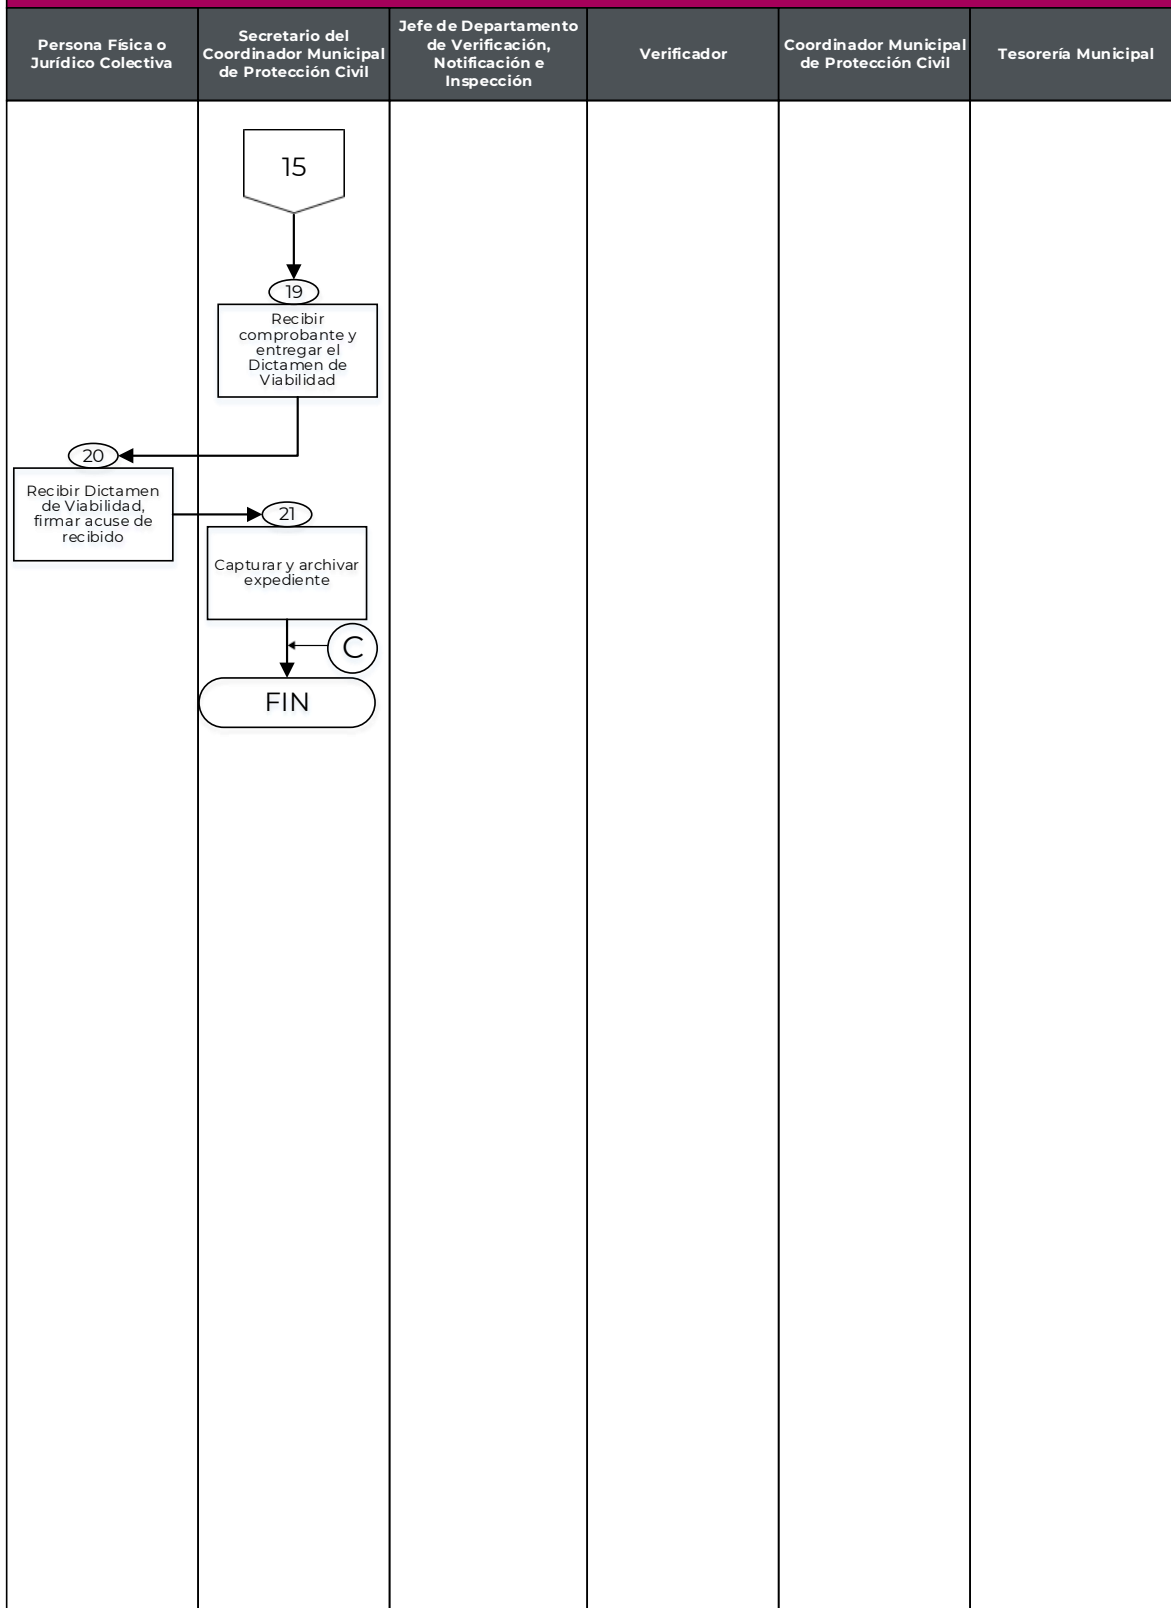 Persona Física o
Jurídico Colectiva
Secretario del
Coordinador Municipal
de Protección Civil
Jefe de Departamento
de Verificación,
Notificación e
Inspección
Verificador
Coordinador Municipal
de Protección Civil
Tesorería Municipal
15
19
Recibir
comprobante y
entregar el
Dictamen de
Viabilidad
20
Recibir Dictamen
de Viabilidad,
firmar acuse de
recibido
21
Capturar y archivar
expediente
C
FIN